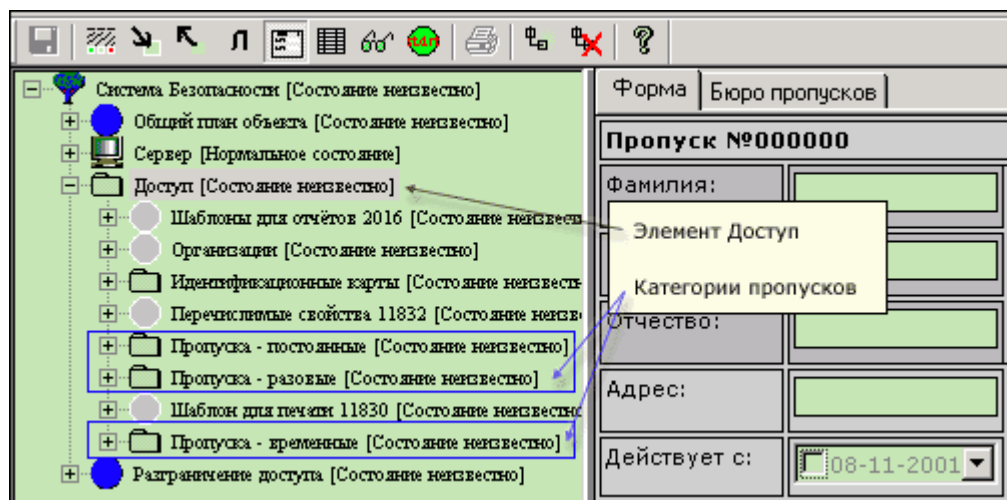 Система Безопасности [Состояние неизвестно]
Общий план объекта [Состояние неизвестно]
Сервер [Нормальное состояние]
Доступ [Состояние неизвестно]
Шаблоны для отчётов 2016 [Состояние неизвестн
Организации [Состояние неизвестно]
Идентификационные карты [Состояние неизвестн
Перечислимые свойства 11832 [Состояние неизв
Пропуска - постоянные [Состояние неизвестно]
Пропуска - разовые [Состояние неизвестно]
Шаблон для печати 11830 [Состояние неизвестно
Пропуска - временные [Состояние неизвестно]
Разграничение доступа [Состояние неизвестно]
Форма
Бюро пропусков
Пропуск №000000
Фамилия:
Элемент Доступ
Категории пропусков
Отчество:
Адрес:
Действует с:
08-11-2001